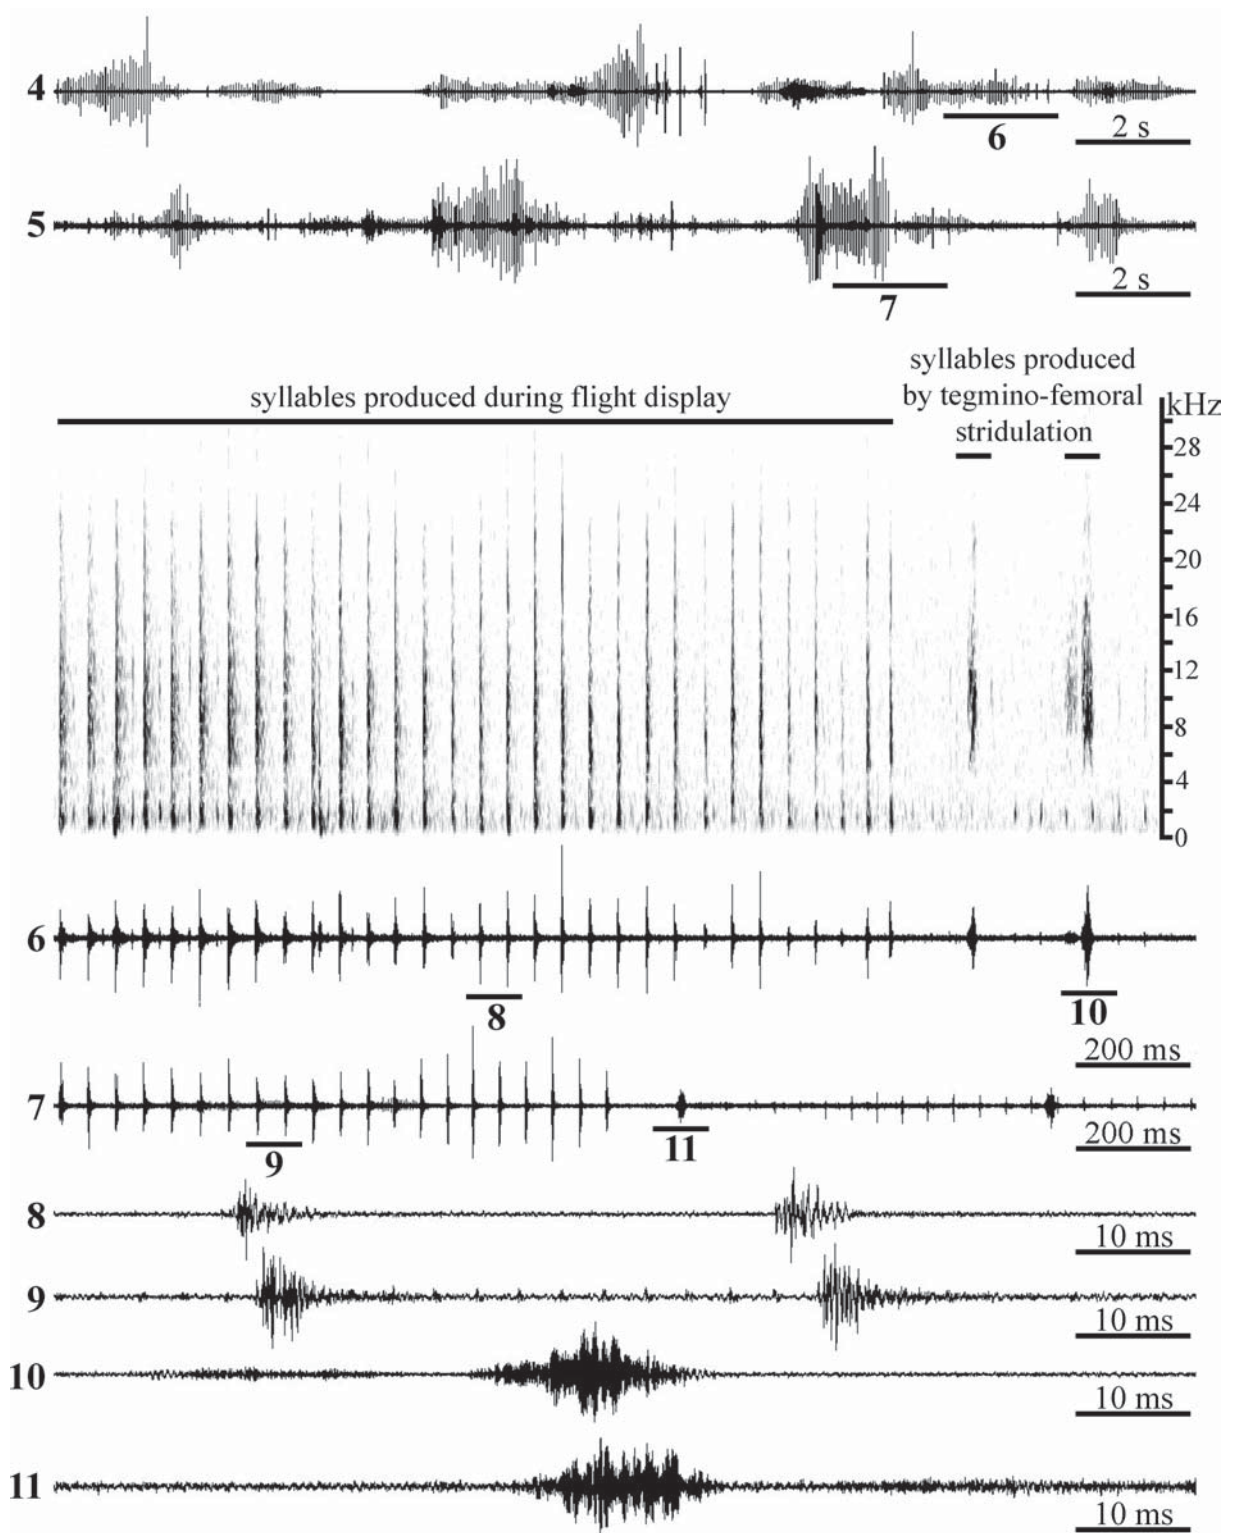 4
6
2 s
5
7
2 s
syllables produced during flight display
syllables produced
by tegmino-femoral
stridulation
kHz
28
24
20
16
12
8
4
0
6
8
10
200 ms
7
9
11
200 ms
8
10 ms
9
10 ms
10
10 ms
11
10 ms